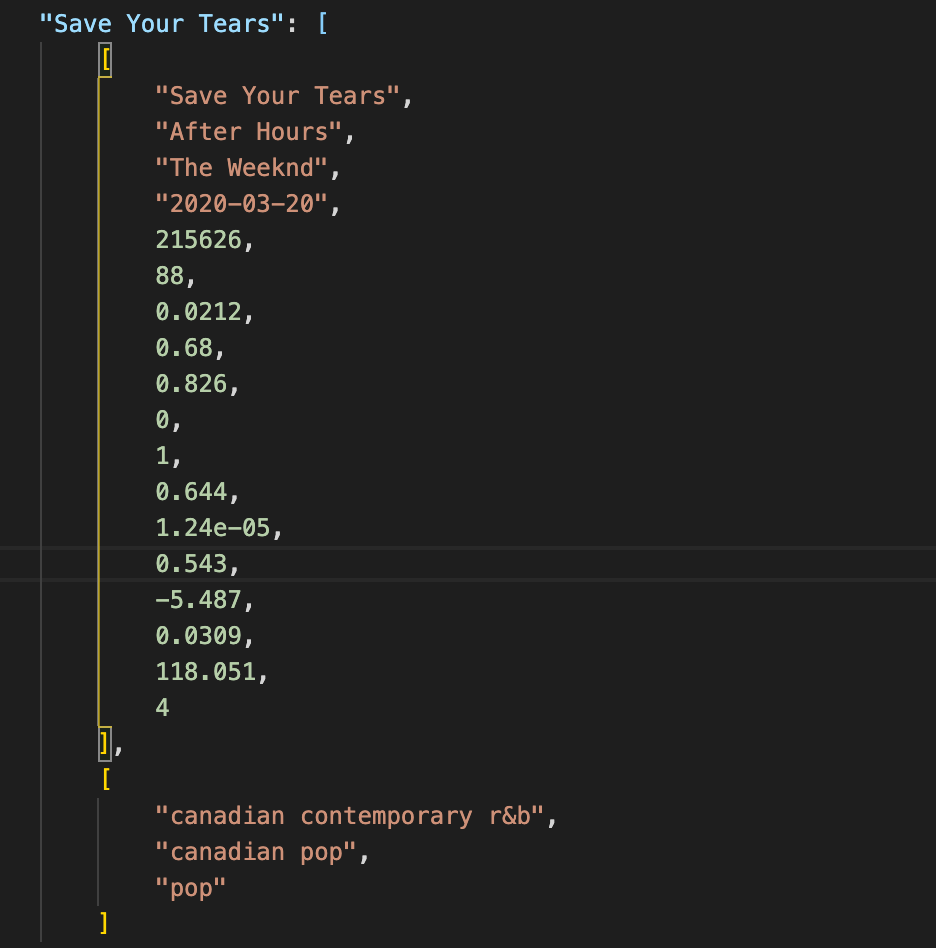 "Save Your Tears": [
[
"Save Your Tears",
"After Hours",
"The Weeknd",
"2020-03-20",
215626,
88,
0.0212,
0.68,
0.826,
0,
1,
0.644,
1.24e-05,
0.543,
-5.487,
0.0309,
118.051,
4
],
[
"canadian contemporary r&b",
"canadian pop",
"pop"
]